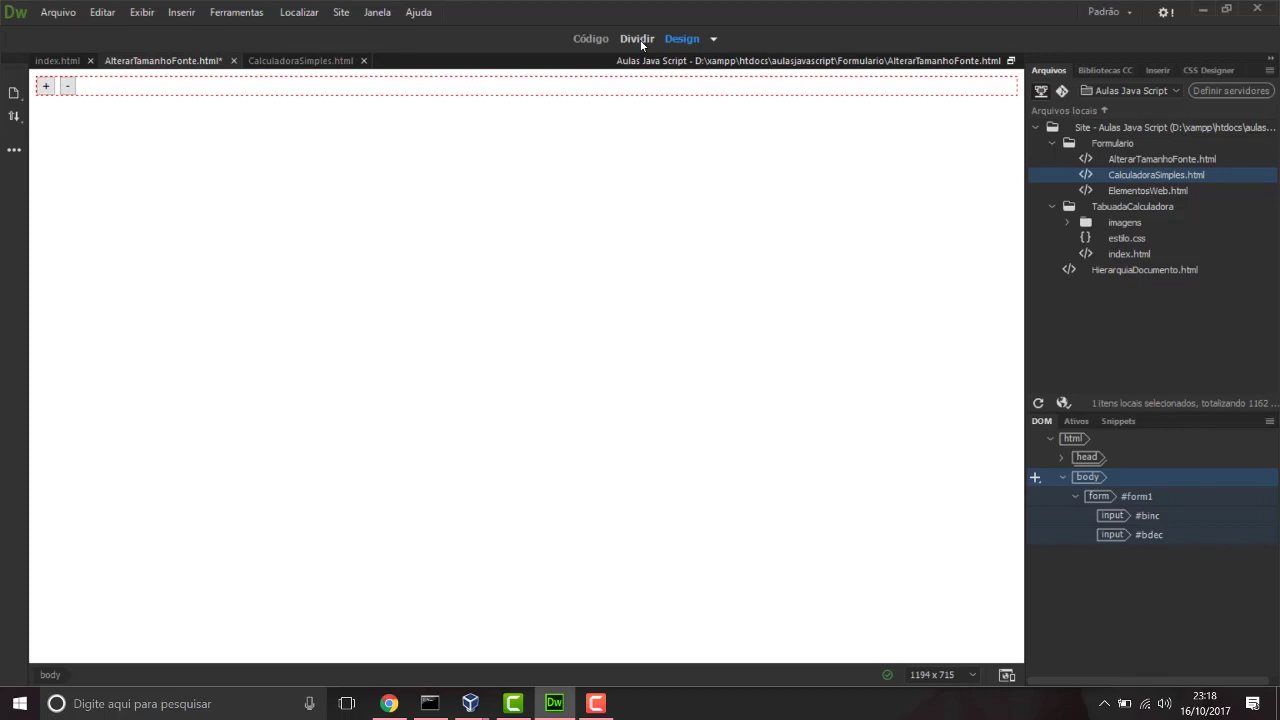 Dw Arquivo Editar Exibir Inserir Ferramentas Localizar Site Janela Ajuda Padrão
Código Dividir Design
index.html AlterarTamanhoFonte.html* CalculadoraSimples.html Aulas Java Script - D:\xampp\htdocs\aulasjavascript\Formulario\AlterarTamanhoFonte.html
+ -
Arquivos Bibliotecas CC Inserir CSS Designer
Aulas Java Script Definir servidores
Arquivos locais
Site - Aulas Java Script (D:\xampp\htdocs\aulas...
Formulario
AlterarTamanhoFonte.html
CalculadoraSimples.html
ElementosWeb.html
TabuadaCalculadora
imagens
estilo.css
index.html
HierarquiaDocumento.html
1 itens locais selecionados, totalizando 1162 ...
DOM Ativos Snippets
html
head
body
form #form1
input #binc
input #bdec
body 1194 x 715
Digite aqui para pesquisar
Dw
23:18
16/10/2017